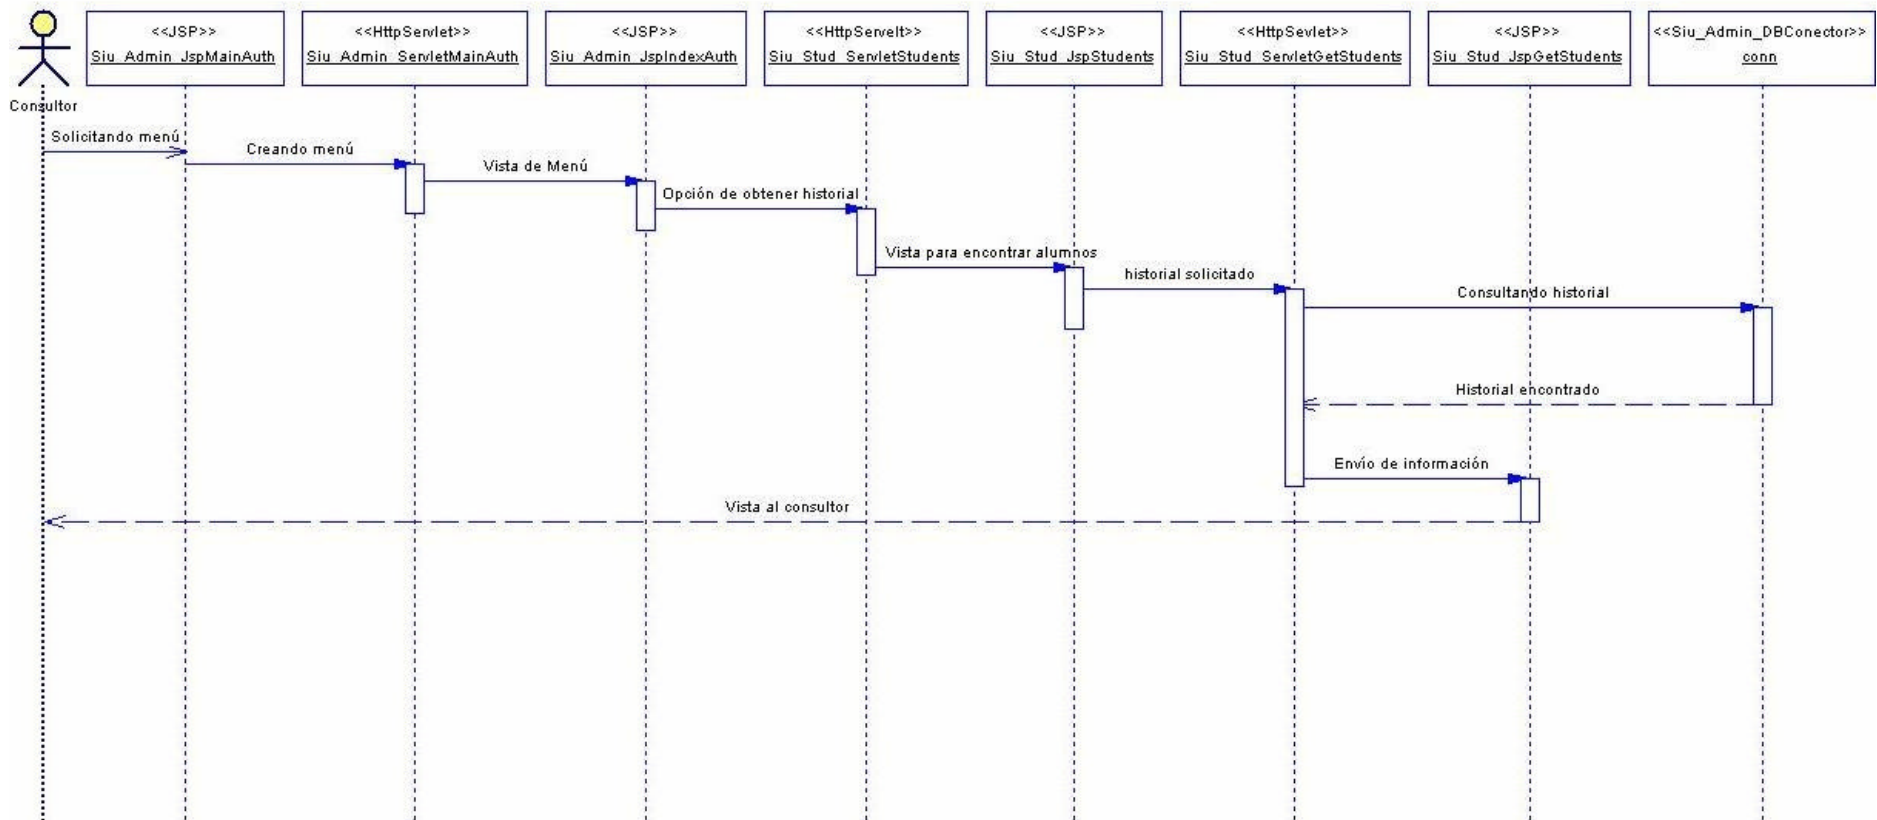 <<JSP>>
Siu_Admin_JspMainAuth
<<HttpServlet>>
Siu_Admin_ServletMainAuth
<<JSP>>
Siu_Admin_JspIndexAuth
<<HttpServelt>>
Siu_Stud_ServletStudents
<<JSP>>
Siu_Stud_JspStudents
<<HttpSevlet>>
Siu_Stud_ServletGetStudents
<<JSP>>
Siu_Stud_JspGetStudents
<<Siu_Admin_DBConector>>
conn
Consultor
Solicitando menú
Creando menú
Vista de Menú
Opción de obtener historial
Vista para encontrar alumnos
historial solicitado
Consultando historial
Historial encontrado
Envío de información
Vista al consultor